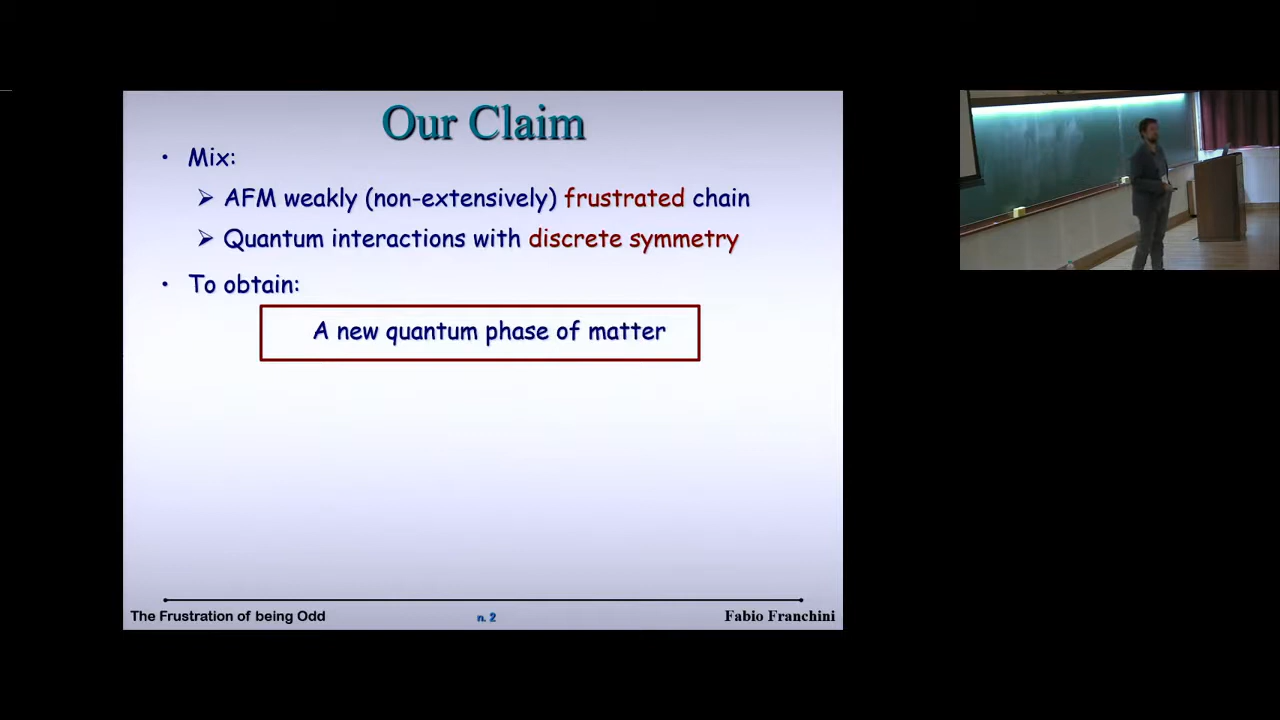 Our Claim
• Mix:
➢ AFM weakly (non-extensively) frustrated chain
➢ Quantum interactions with discrete symmetry
• To obtain:
A new quantum phase of matter
The Frustration of being Odd
n. 2
Fabio Franchini